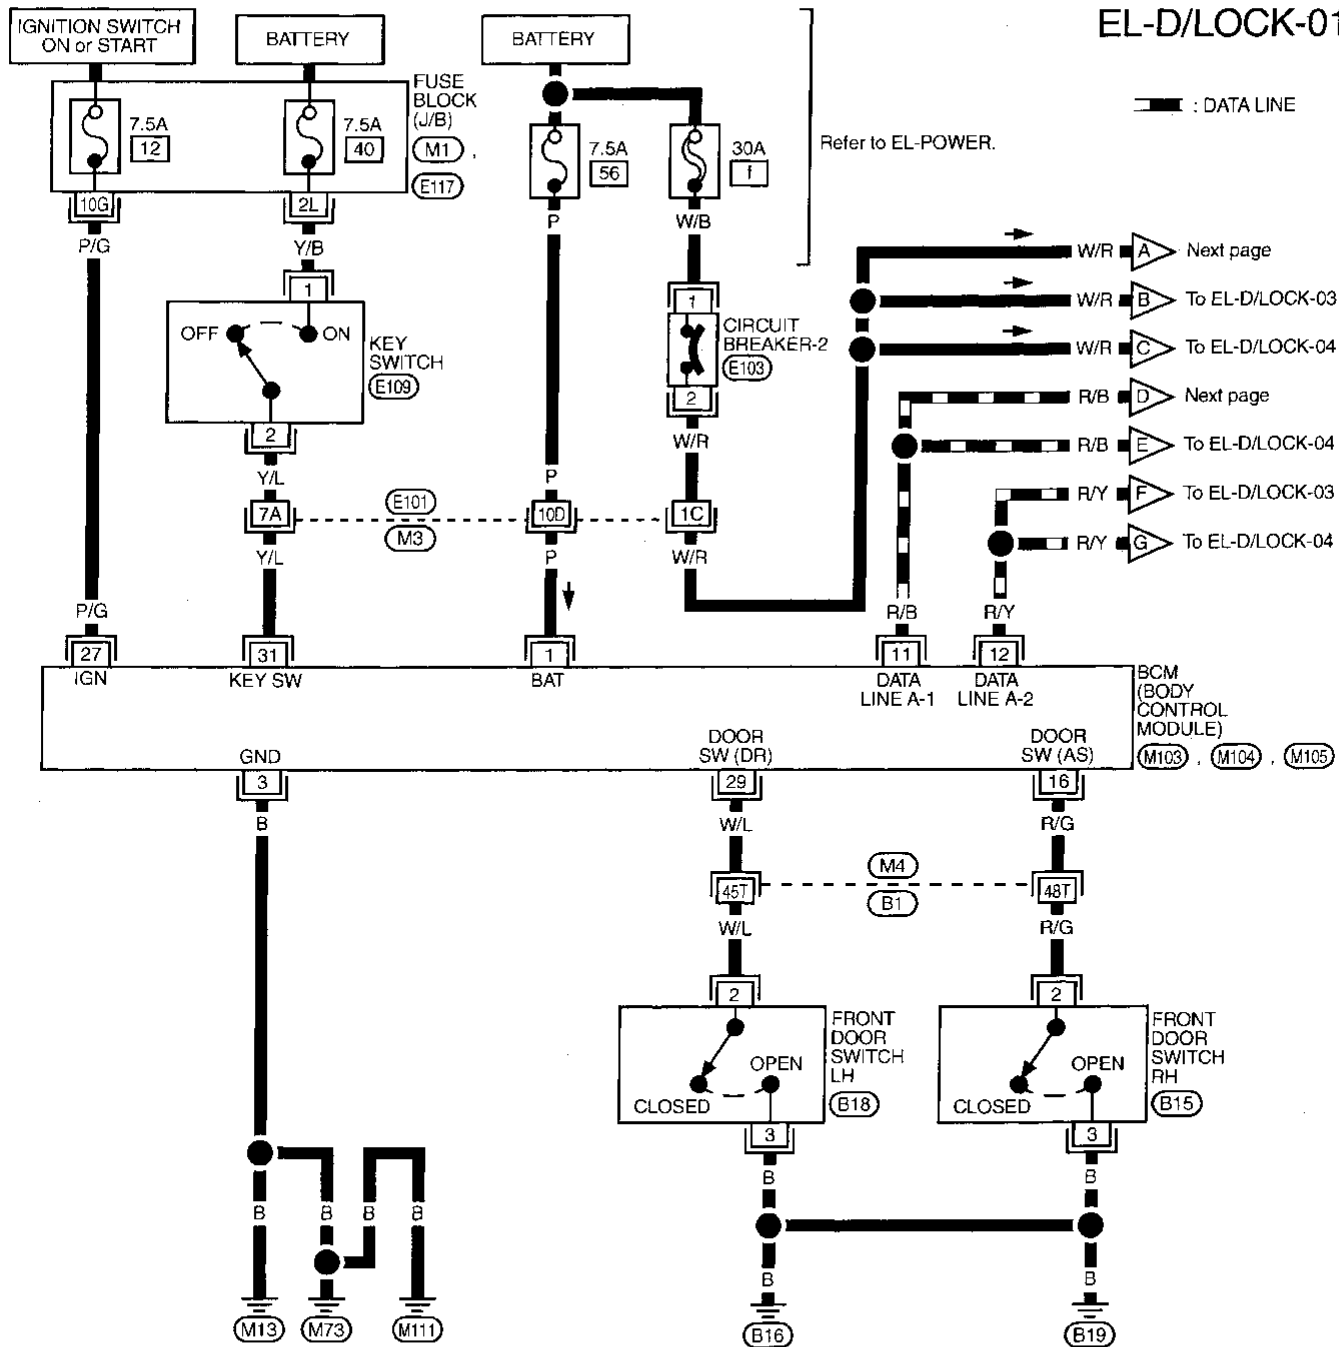 EL-D/LOCK-01
IGNITION SWITCH
ON or START
BATTERY
BATTERY
: DATA LINE
FUSE
BLOCK
(J/B)
M1 ,
E117
7.5A
12
7.5A
40
7.5A
56
30A
f
Refer to EL-POWER.
10G
2L
P/G
Y/B
P
W/B
1
OFF
ON
KEY
SWITCH
E109
2
1
CIRCUIT
BREAKER-2
E103
2
W/R A Next page
W/R B To EL-D/LOCK-03
W/R C To EL-D/LOCK-04
R/B D Next page
R/B E To EL-D/LOCK-04
R/Y F To EL-D/LOCK-03
R/Y G To EL-D/LOCK-04
Y/L
P
W/R
7A
E101
M3
10D
1C
Y/L
P
W/R
P/G
R/B
R/Y
27
31
1
11
12
IGN
KEY SW
BAT
DATA
LINE A-1
DATA
LINE A-2
BCM
(BODY
CONTROL
MODULE)
M103 , M104 , M105
GND
DOOR
SW (DR)
DOOR
SW (AS)
3
29
16
B
W/L
R/G
45T
M4
B1
48T
W/L
R/G
2
2
OPEN
CLOSED
FRONT
DOOR
SWITCH
LH
B18
OPEN
CLOSED
FRONT
DOOR
SWITCH
RH
B15
3
3
B
B
B
B
B
B
B
B
M13
M73
M111
B16
B19